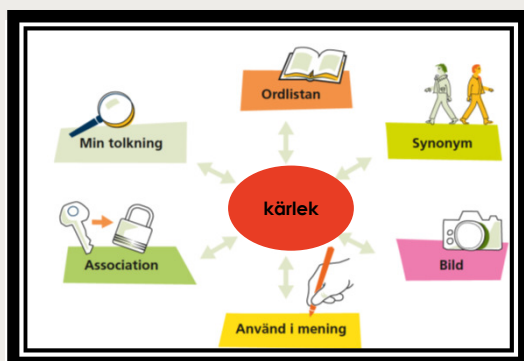 Ordlistan
Min tolkning
Synonym
kärlek
Association
Bild
Använd i mening